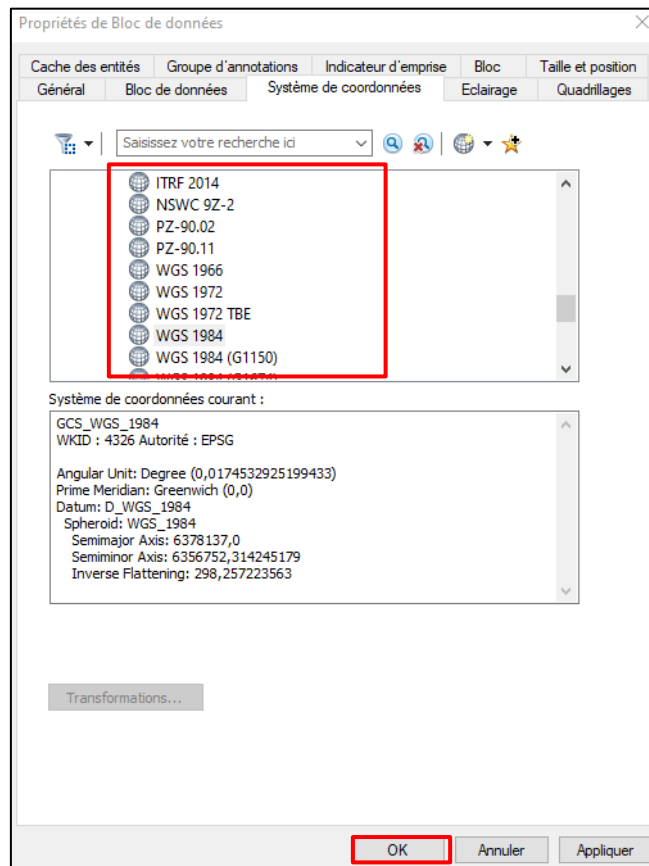 Propriétés de Bloc de données
Cache des entités Groupe d'annotations Indicateur d'emprise Bloc Taille et position
Général Bloc de données Système de coordonnées Eclairage Quadrillages
Saisissez votre recherche ici
ITRF 2014
NSWC 9Z-2
PZ-90.02
PZ-90.11
WGS 1966
WGS 1972
WGS 1972 TBE
WGS 1984
WGS 1984 (G1150)
Système de coordonnées courant :
GCS_WGS_1984
WKID : 4326 Autorité : EPSG
Angular Unit: Degree (0,0174532925199433)
Prime Meridian: Greenwich (0,0)
Datum: D_WGS_1984
Spheroid: WGS_1984
Semimajor Axis: 6378137,0
Semiminor Axis: 6356752,314245179
Inverse Flattening: 298,257223563
Transformations...
OK Annuler Appliquer